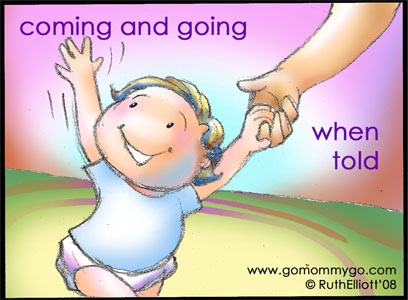 coming and going
when
told
www.gomommygo.com
© RuthElliott'08